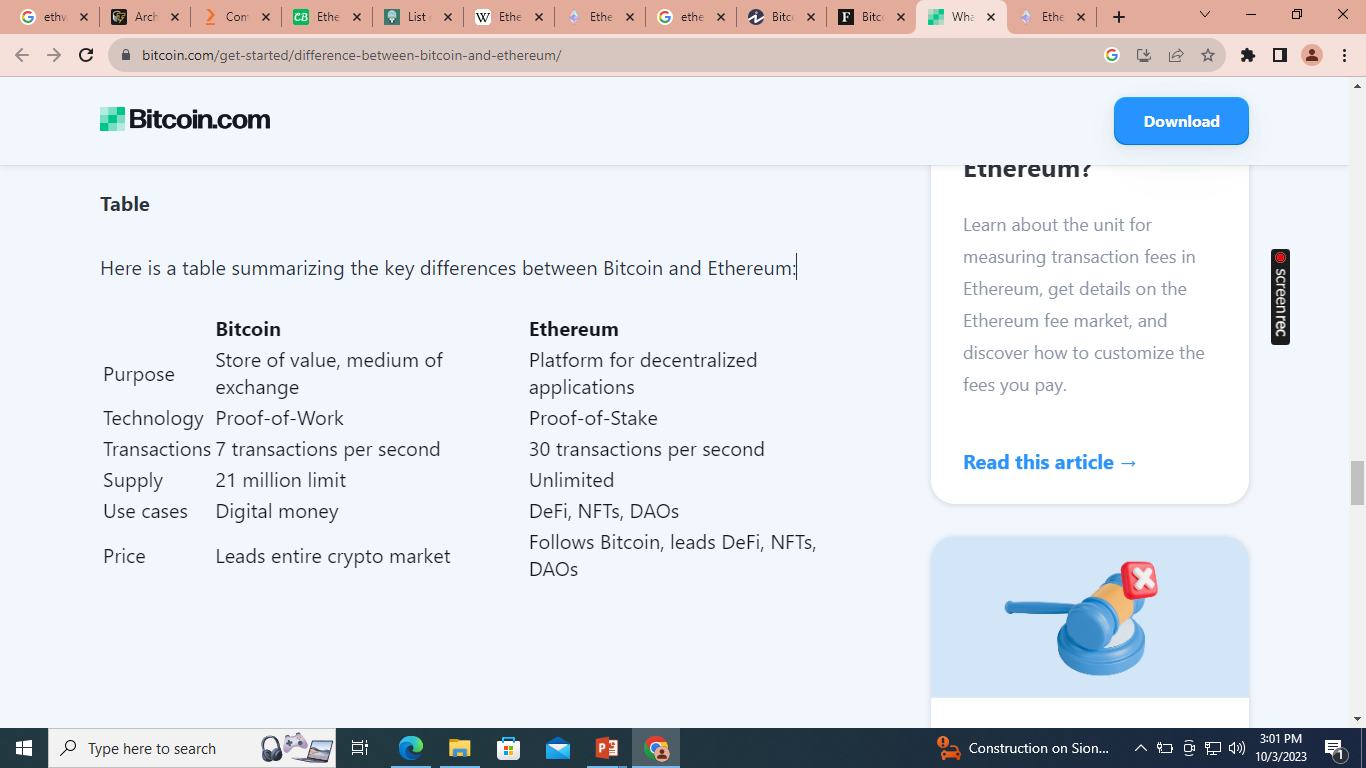 ethw
Arch
Com
Ethe
List
Ethe
Ethe
ethe
Bitc
Bitc
Wha
Ethe
bitcoin.com/get-started/difference-between-bitcoin-and-ethereum/
Bitcoin.com
Download
Table
Here is a table summarizing the key differences between Bitcoin and Ethereum:
Bitcoin Ethereum
Purpose Store of value, medium of exchange Platform for decentralized applications
Technology Proof-of-Work Proof-of-Stake
Transactions 7 transactions per second 30 transactions per second
Supply 21 million limit Unlimited
Use cases Digital money DeFi, NFTs, DAOs
Price Leads entire crypto market Follows Bitcoin, leads DeFi, NFTs, DAOs
Ethereum?
Learn about the unit for
measuring transaction fees in
Ethereum, get details on the
Ethereum fee market, and
discover how to customize the
fees you pay.
Read this article →
screenrec
Type here to search
Construction on Sion...
3:01 PM
10/3/2023
1